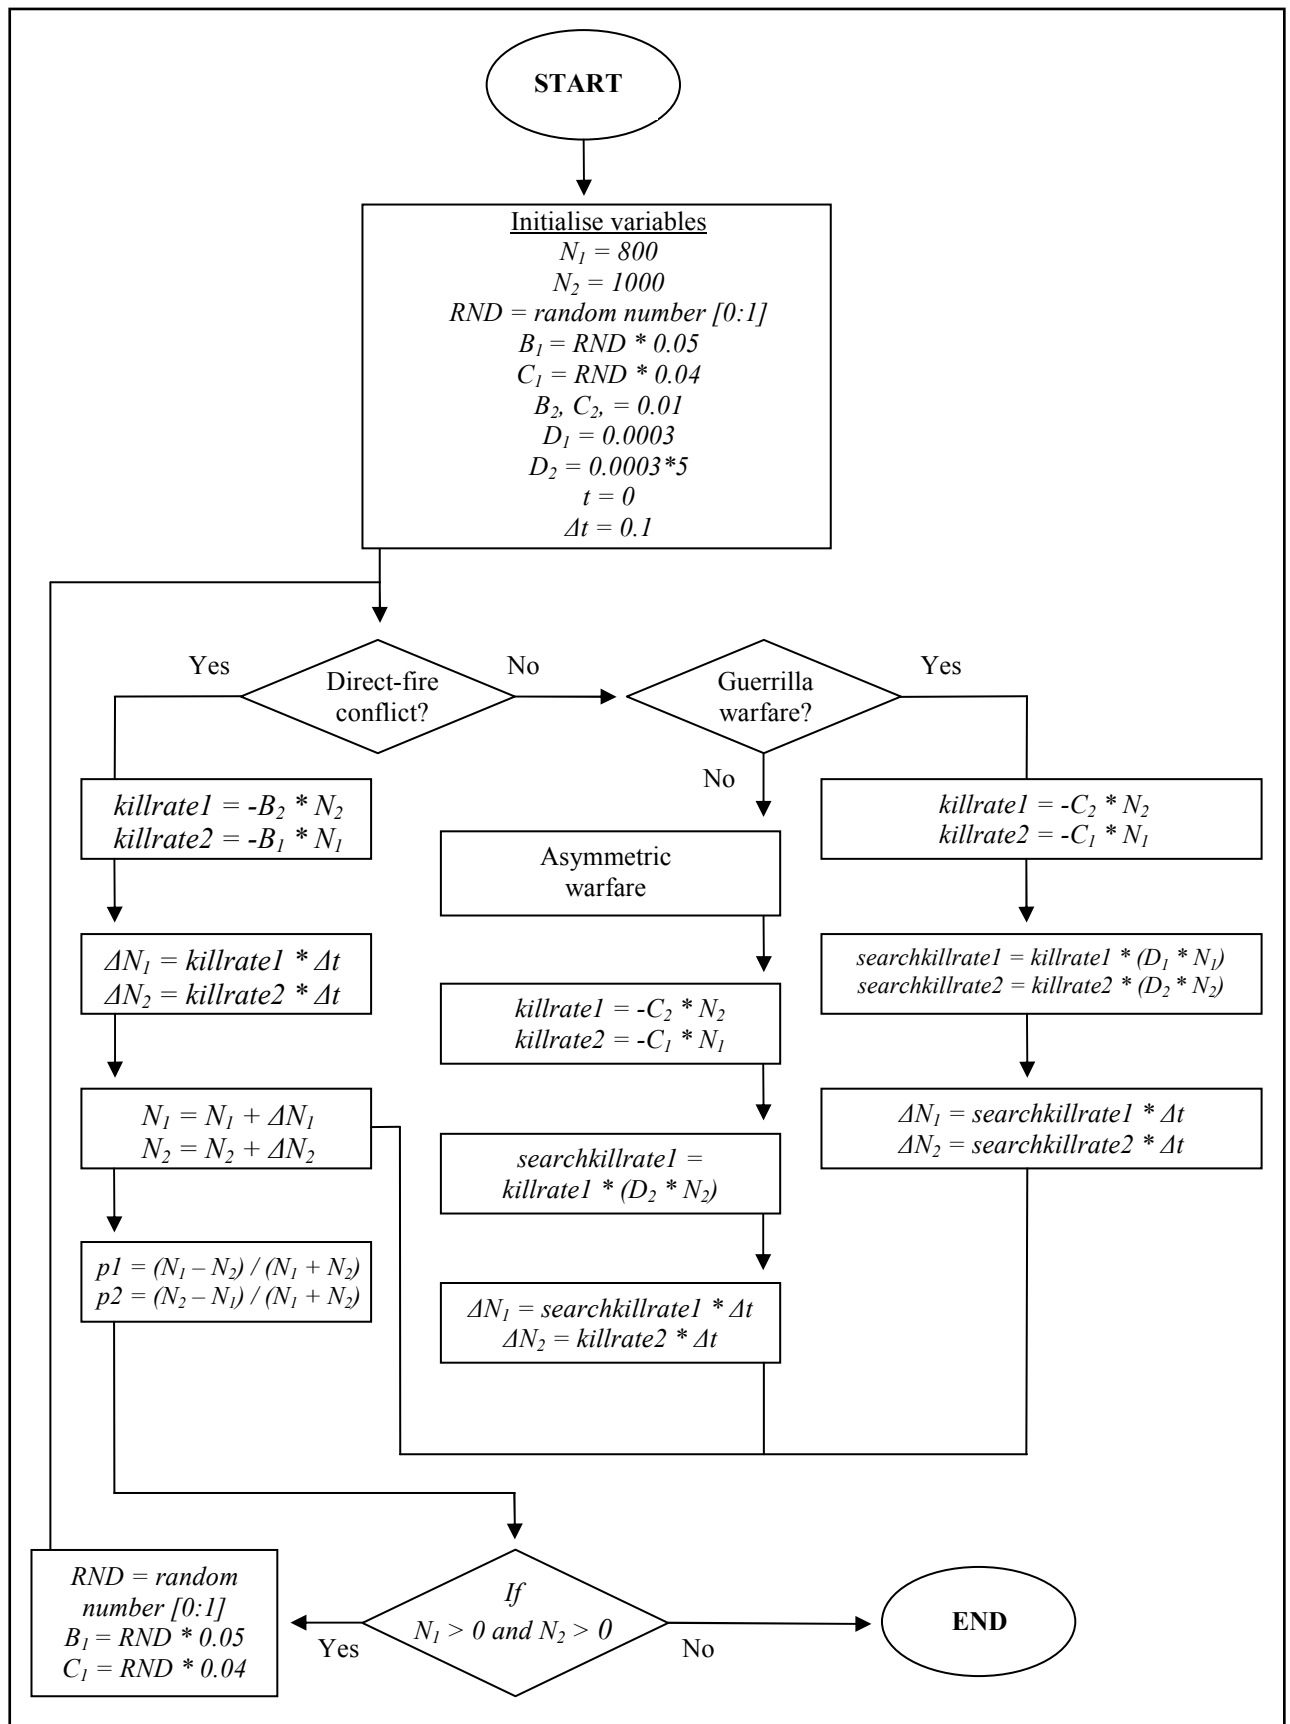 START
Initialise variables
N₁ = 800
N₂ = 1000
RND = random number [0:1]
B₁ = RND * 0.05
C₁ = RND * 0.04
B₂, C₂, = 0.01
D₁ = 0.0003
D₂ = 0.0003*5
t = 0
Δt = 0.1
Yes
Direct-fire
conflict?
No
Guerrilla
warfare?
Yes
No
killrate1 = -B₂ * N₂
killrate2 = -B₁ * N₁
ΔN₁ = killrate1 * Δt
ΔN₂ = killrate2 * Δt
N₁ = N₁ + ΔN₁
N₂ = N₂ + ΔN₂
p1 = (N₁ – N₂) / (N₁ + N₂)
p2 = (N₂ – N₁) / (N₁ + N₂)
Asymmetric
warfare
killrate1 = -C₂ * N₂
killrate2 = -C₁ * N₁
searchkillrate1 =
killrate1 * (D₂ * N₂)
ΔN₁ = searchkillrate1 * Δt
ΔN₂ = killrate2 * Δt
killrate1 = -C₂ * N₂
killrate2 = -C₁ * N₁
searchkillrate1 = killrate1 * (D₁ * N₁)
searchkillrate2 = killrate2 * (D₂ * N₂)
ΔN₁ = searchkillrate1 * Δt
ΔN₂ = searchkillrate2 * Δt
RND = random
number [0:1]
B₁ = RND * 0.05
C₁ = RND * 0.04
Yes
If
N₁ > 0 and N₂ > 0
No
END